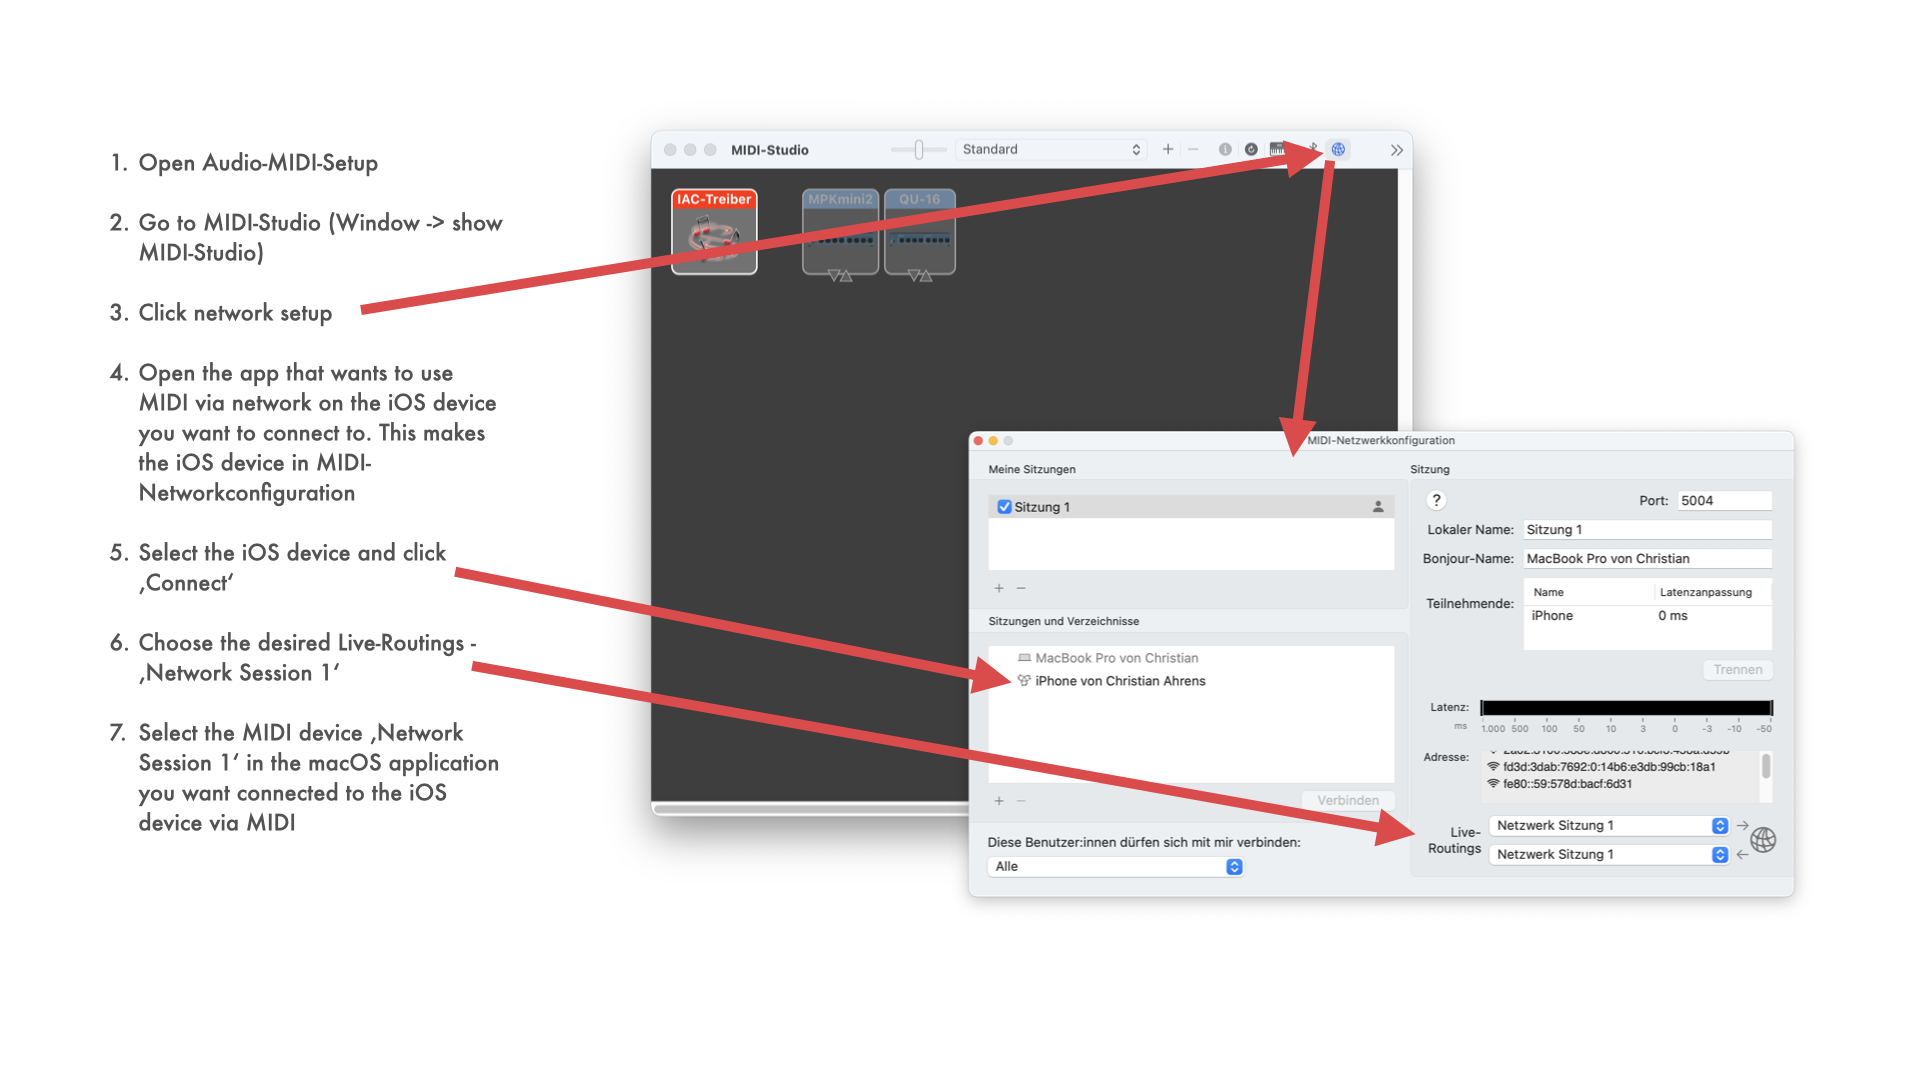 1. Open Audio-MIDI-Setup
2. Go to MIDI-Studio (Window -> show
MIDI-Studio)
3. Click network setup
4. Open the app that wants to use
MIDI via network on the iOS device
you want to connect to. This makes
the iOS device in MIDI-
Networkconfiguration
5. Select the iOS device and click
‚Connect‘
6. Choose the desired Live-Routings -
‚Network Session 1‘
7. Select the MIDI device ‚Network
Session 1‘ in the macOS application
you want connected to the iOS
device via MIDI
MIDI-Studio
Standard
IAC-Treiber
MPKmini2
QU-16
MIDI-Netzwerkkonfiguration
Meine Sitzungen
Sitzung 1
+ −
Sitzungen und Verzeichnisse
MacBook Pro von Christian
iPhone von Christian Ahrens
+ −
Verbinden
Diese Benutzer:innen dürfen sich mit mir verbinden:
Alle
Sitzung
?
Port: 5004
Lokaler Name: Sitzung 1
Bonjour-Name: MacBook Pro von Christian
Teilnehmende:
Name Latenzanpassung
iPhone 0 ms
Trennen
Latenz:
ms 1.000 500 100 50 10 3 0 -3 -10 -50
Adresse:
fd3d:3dab:7692:0:14b6:e3db:99cb:18a1
fe80::59:578d:bacf:6d31
Live-
Routings
Netzwerk Sitzung 1
Netzwerk Sitzung 1